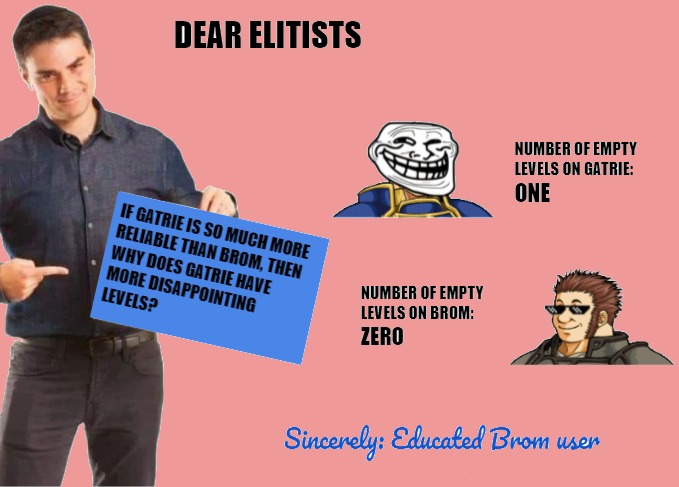 DEAR ELITISTS
IF GATRIE IS SO MUCH MORE
RELIABLE THAN BROM, THEN
WHY DOES GATRIE HAVE
MORE DISAPPOINTING
LEVELS?
NUMBER OF EMPTY
LEVELS ON GATRIE:
ONE
NUMBER OF EMPTY
LEVELS ON BROM:
ZERO
Sincerely: Educated Brom user